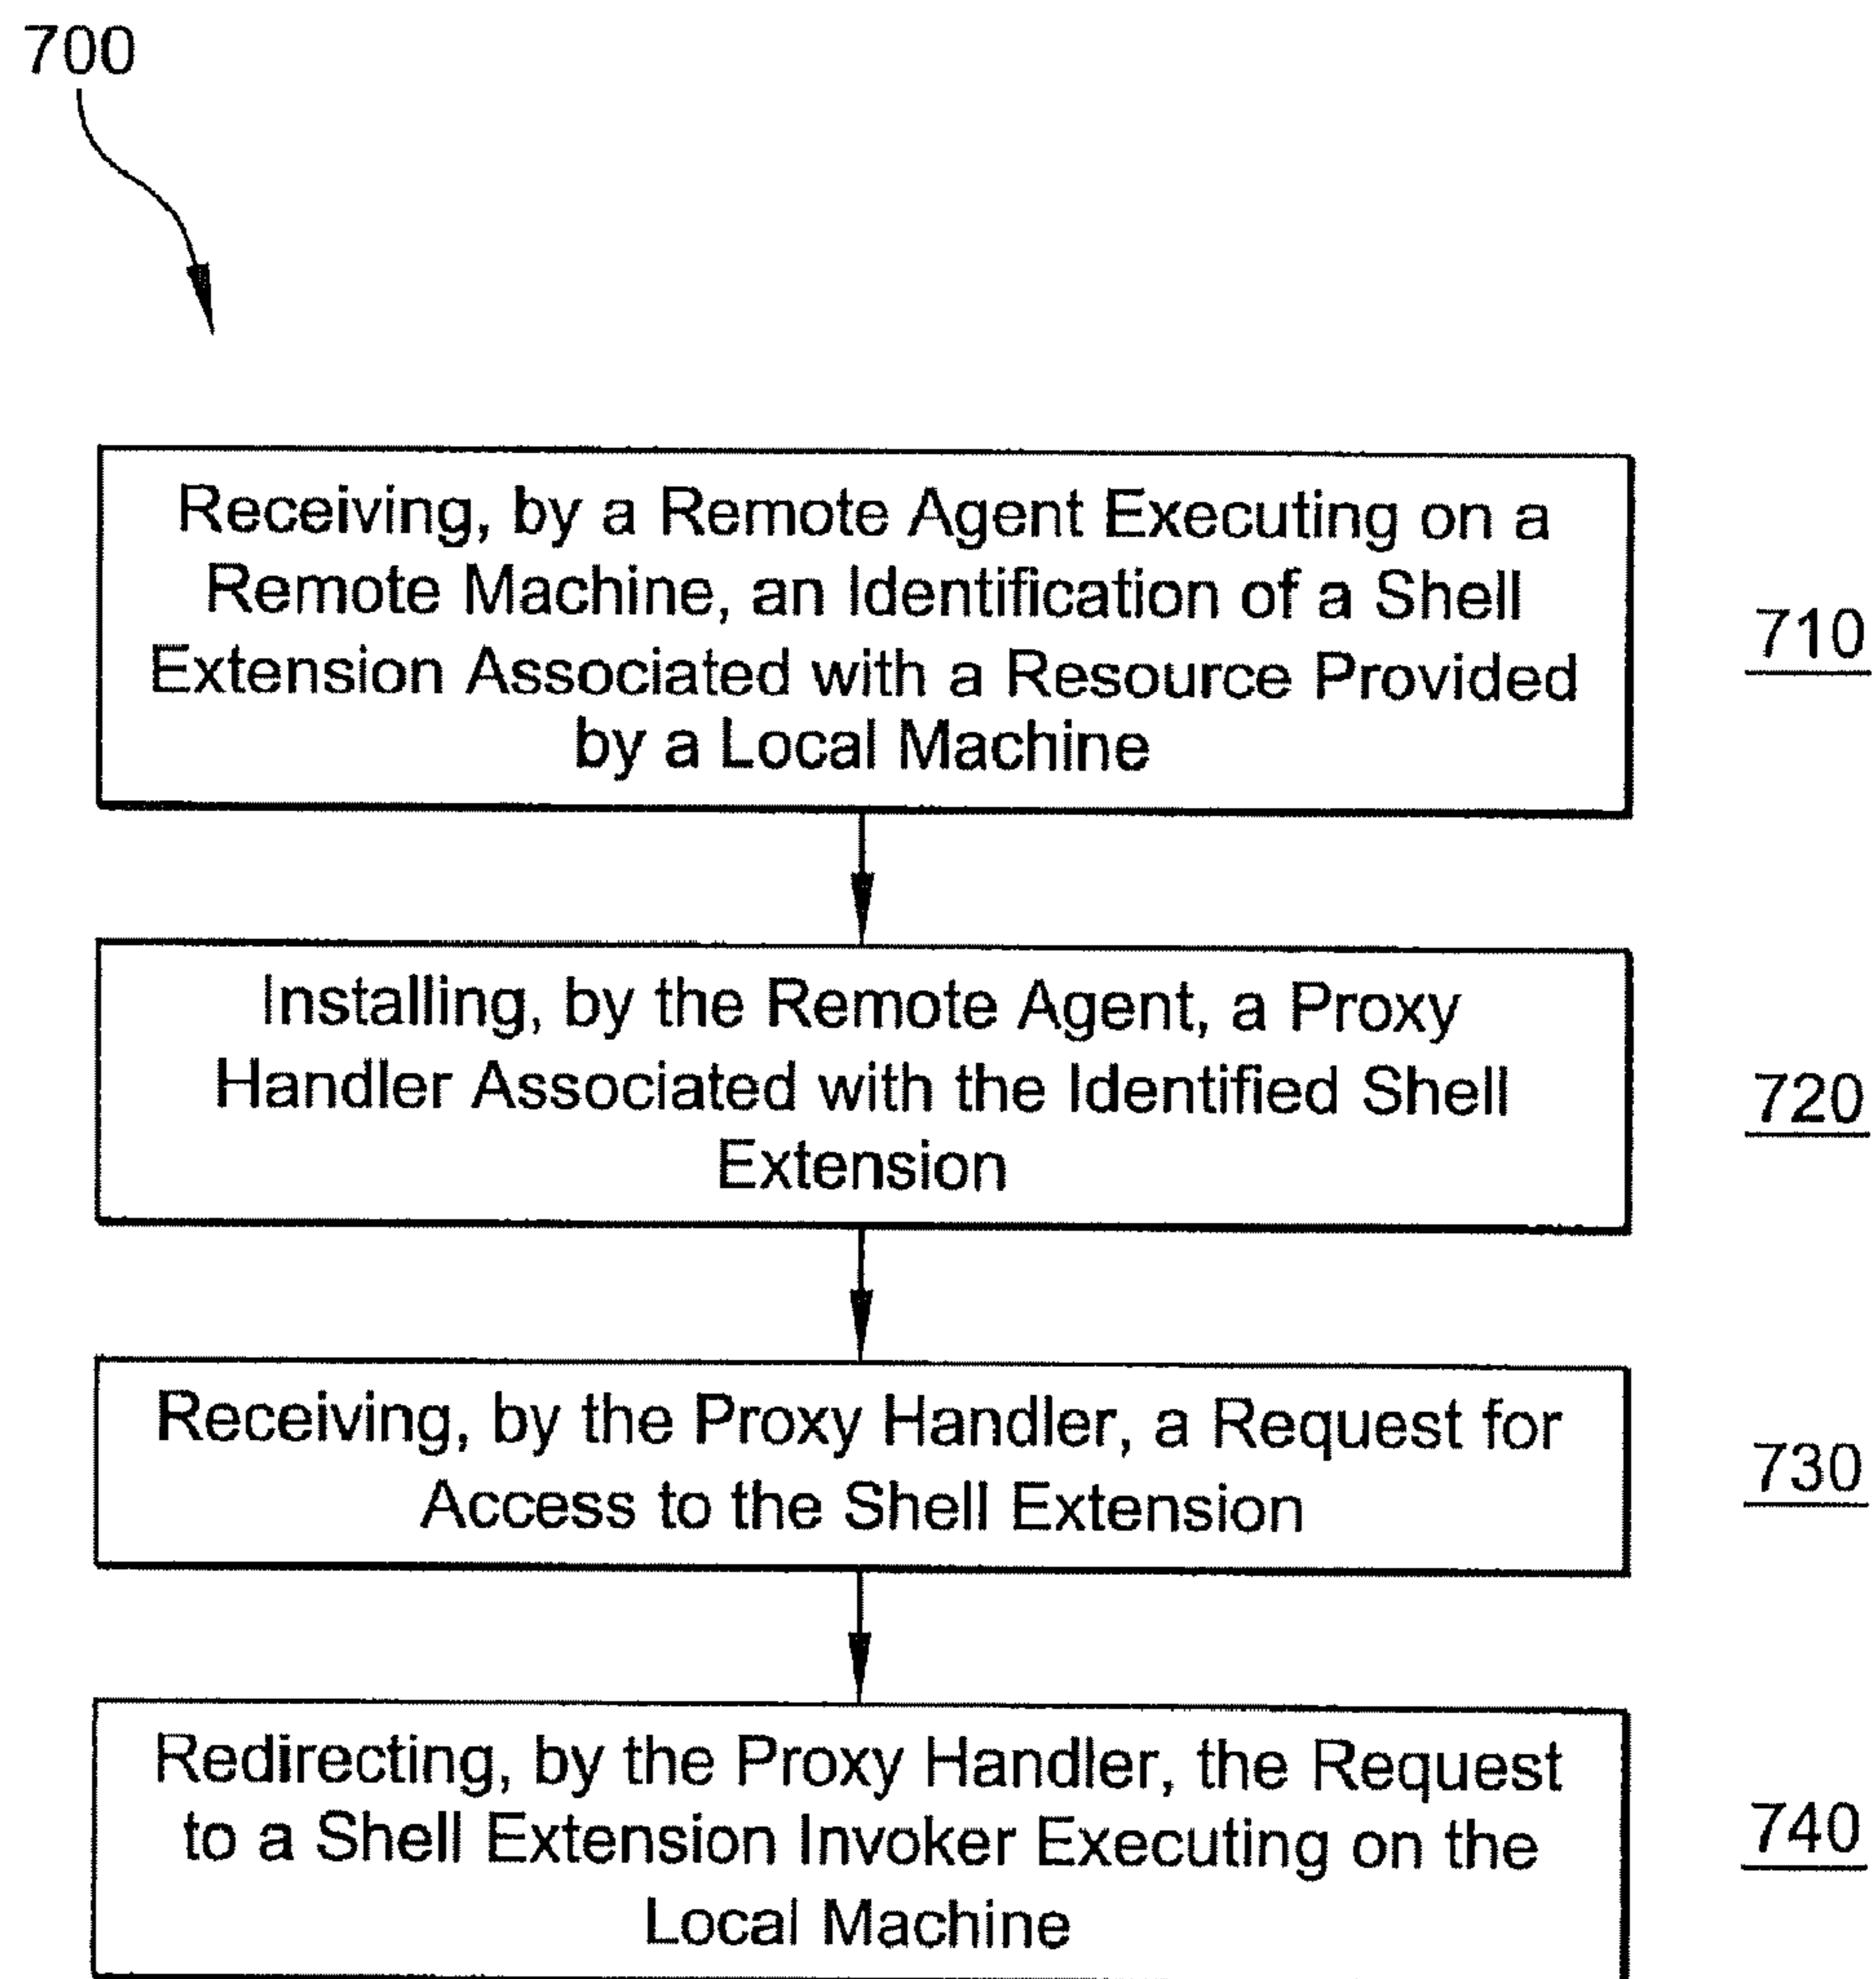 700
Receiving, by a Remote Agent Executing on a
Remote Machine, an Identification of a Shell
Extension Associated with a Resource Provided
by a Local Machine
710
Installing, by the Remote Agent, a Proxy
Handler Associated with the Identified Shell
Extension
720
Receiving, by the Proxy Handler, a Request for
Access to the Shell Extension
730
Redirecting, by the Proxy Handler, the Request
to a Shell Extension Invoker Executing on the
Local Machine
740